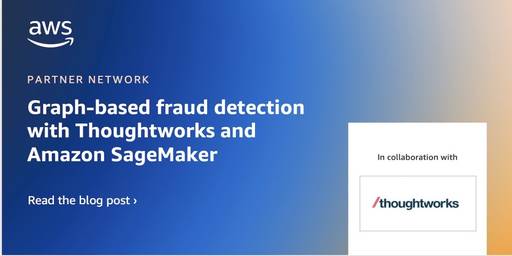 aws
PARTNER NETWORK
Graph-based fraud detection
with Thoughtworks and
Amazon SageMaker
Read the blog post ›
In collaboration with
/thoughtworks